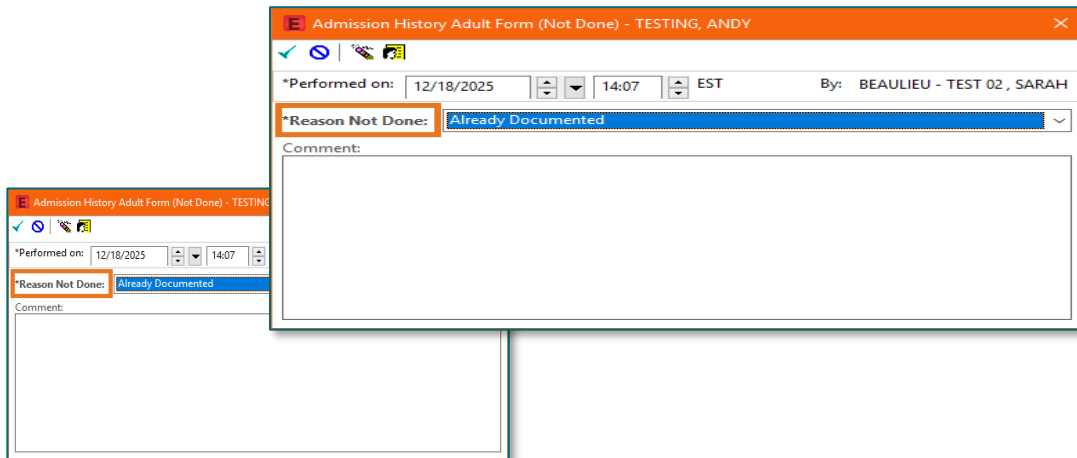 E Admission History Adult Form (Not Done) - TESTING, ANDY
*Performed on: 12/18/2025 14:07 EST By: BEAULIEU - TEST 02 , SARAH
*Reason Not Done: Already Documented
Comment:
E Admission History Adult Form (Not Done) - TESTING
*Performed on: 12/18/2025 14:07
*Reason Not Done: Already Documented
Comment: